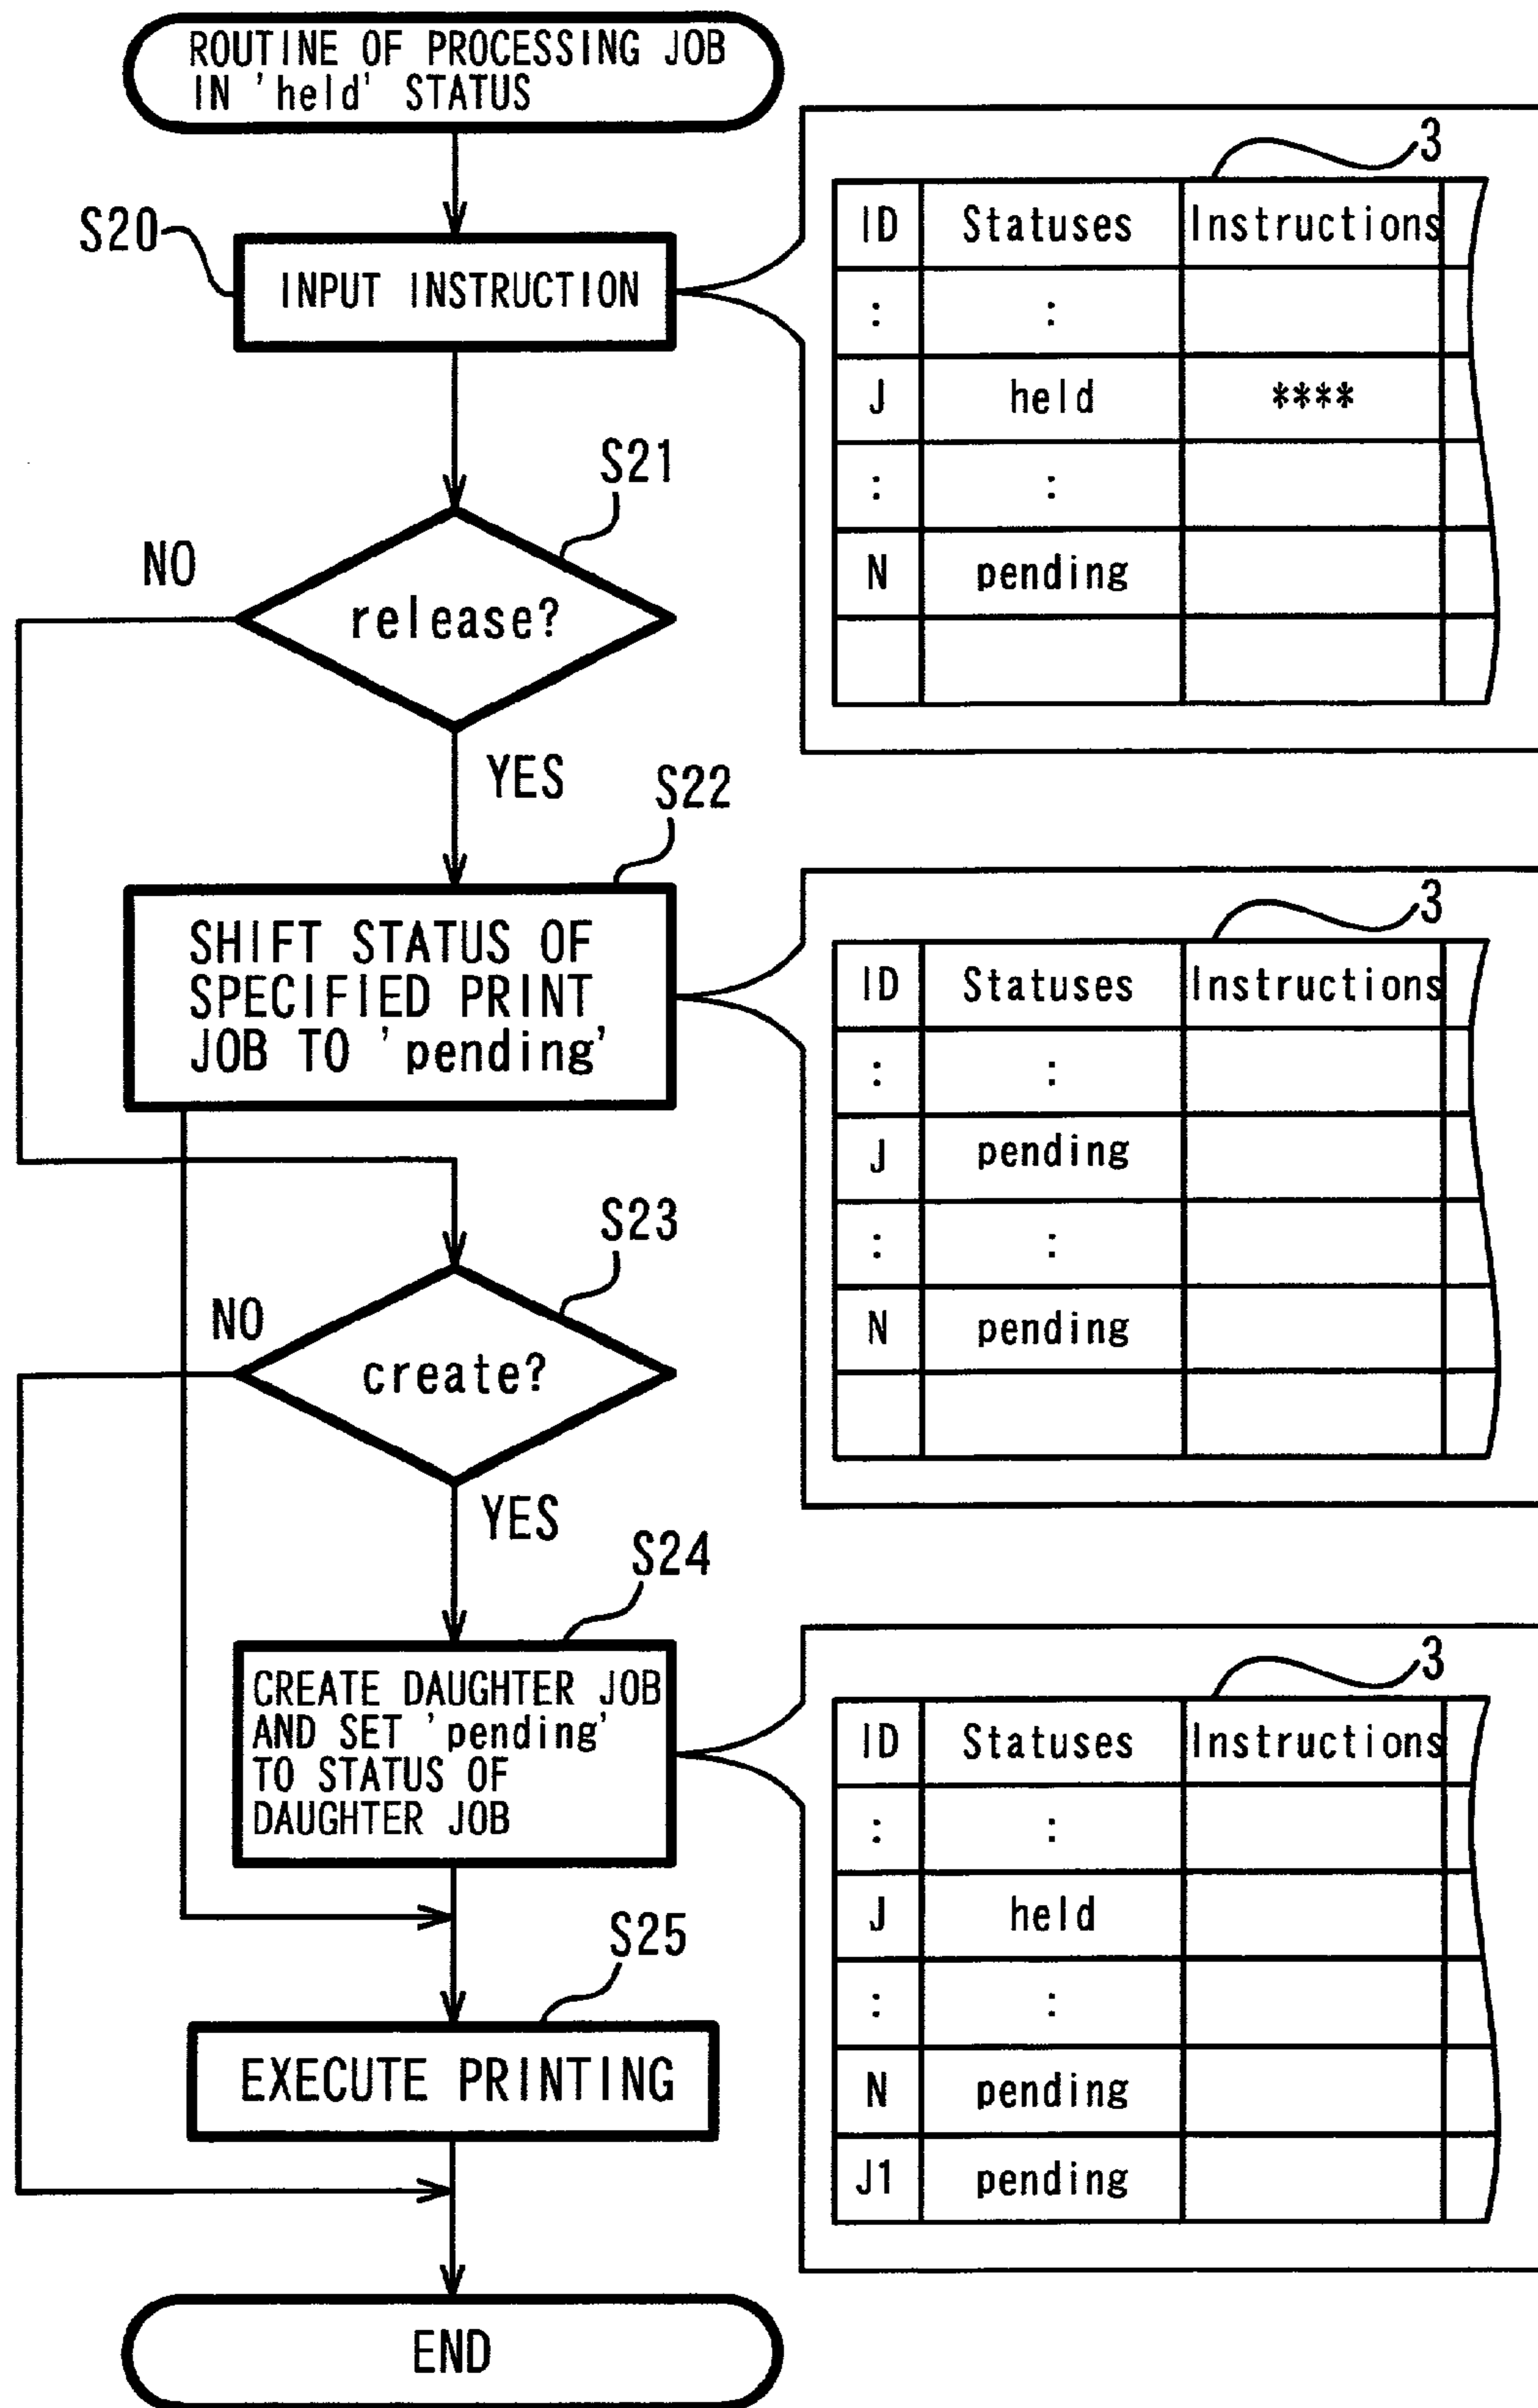 ROUTINE OF PROCESSING JOB
IN 'held' STATUS
S20
INPUT INSTRUCTION
3
ID Statuses Instructions
: :
J held ****
: :
N pending
S21
NO
release?
YES
S22
SHIFT STATUS OF
SPECIFIED PRINT
JOB TO 'pending'
3
ID Statuses Instructions
: :
J pending
: :
N pending
S23
NO
create?
YES
S24
CREATE DAUGHTER JOB
AND SET 'pending'
TO STATUS OF
DAUGHTER JOB
3
ID Statuses Instructions
: :
J held
: :
N pending
J1 pending
S25
EXECUTE PRINTING
END